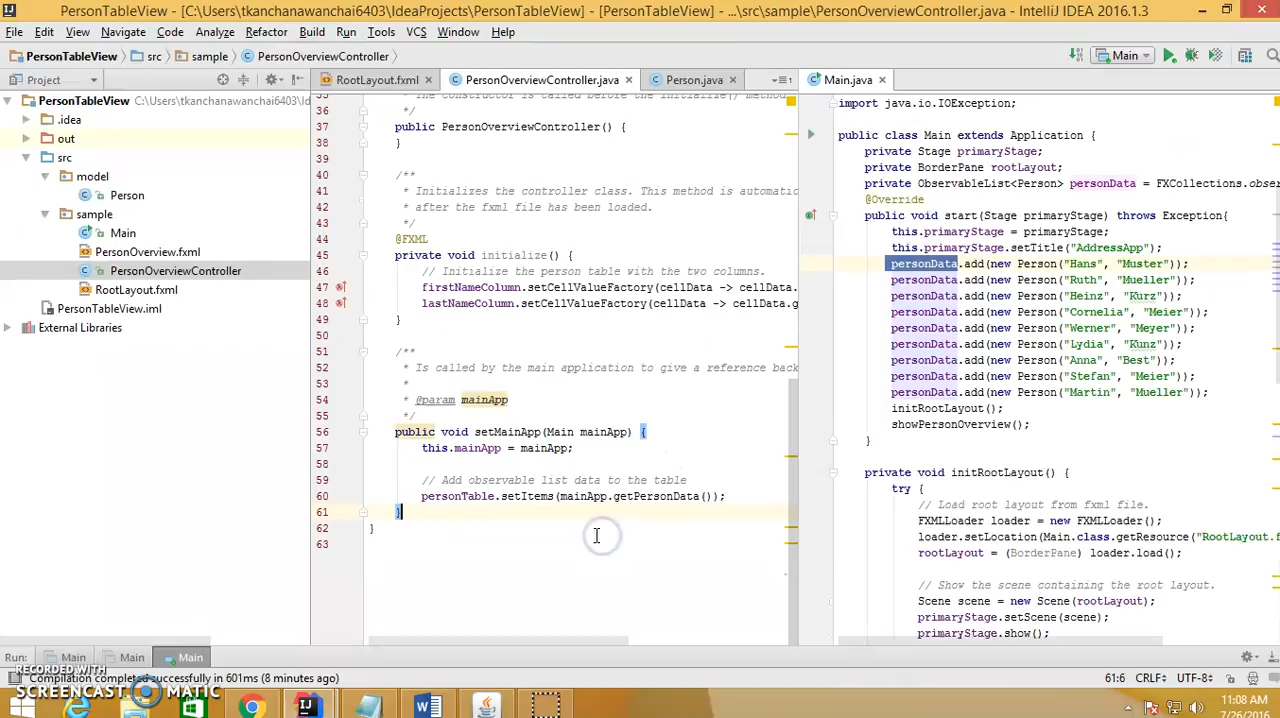 PersonTableView - [C:\Users\tkanchanawanchai6403\IdeaProjects\PersonTableView] - [PersonTableView] - ...\src\sample\PersonOverviewController.java - IntelliJ IDEA 2016.1.3
File Edit View Navigate Code Analyze Refactor Build Run Tools VCS Window Help
PersonTableView src sample PersonOverviewController Main
Project RootLayout.fxml PersonOverviewController.java Person.java Main.java
PersonTableView C:\Users\tkanchanawanchai6403\Id
.idea
out
src
model
Person
sample
Main
PersonOverview.fxml
PersonOverviewController
RootLayout.fxml
PersonTableView.iml
External Libraries
35 * The constructor is called before the initialize() method
36 */
37 public PersonOverviewController() {
38 }
39
40 /**
41 * Initializes the controller class. This method is automatic
42 * after the fxml file has been loaded.
43 */
44 @FXML
45 private void initialize() {
46 // Initialize the person table with the two columns.
47 firstNameColumn.setCellValueFactory(cellData -> cellData.
48 lastNameColumn.setCellValueFactory(cellData -> cellData.g
49 }
50
51 /**
52 * Is called by the main application to give a reference back
53 *
54 * @param mainApp
55 */
56 public void setMainApp(Main mainApp) {
57 this.mainApp = mainApp;
58
59 // Add observable list data to the table
60 personTable.setItems(mainApp.getPersonData());
61 }
62 }
63
import java.io.IOException;
public class Main extends Application {
private Stage primaryStage;
private BorderPane rootLayout;
private ObservableList<Person> personData = FXCollections.obser
@Override
public void start(Stage primaryStage) throws Exception{
this.primaryStage = primaryStage;
this.primaryStage.setTitle("AddressApp");
personData.add(new Person("Hans", "Muster"));
personData.add(new Person("Ruth", "Mueller"));
personData.add(new Person("Heinz", "Kurz"));
personData.add(new Person("Cornelia", "Meier"));
personData.add(new Person("Werner", "Meyer"));
personData.add(new Person("Lydia", "Kunz"));
personData.add(new Person("Anna", "Best"));
personData.add(new Person("Stefan", "Meier"));
personData.add(new Person("Martin", "Mueller"));
initRootLayout();
showPersonOverview();
}
private void initRootLayout() {
try {
// Load root layout from fxml file.
FXMLLoader loader = new FXMLLoader();
loader.setLocation(Main.class.getResource("RootLayout.f
rootLayout = (BorderPane) loader.load();
// Show the scene containing the root layout.
Scene scene = new Scene(rootLayout);
primaryStage.setScene(scene);
primaryStage.show();
Run: Main Main Main
Compilation completed successfully in 601ms (8 minutes ago) 61:6 CRLF UTF-8
RECORDED WITH
SCREENCAST MATIC
11:08 AM
7/26/2016